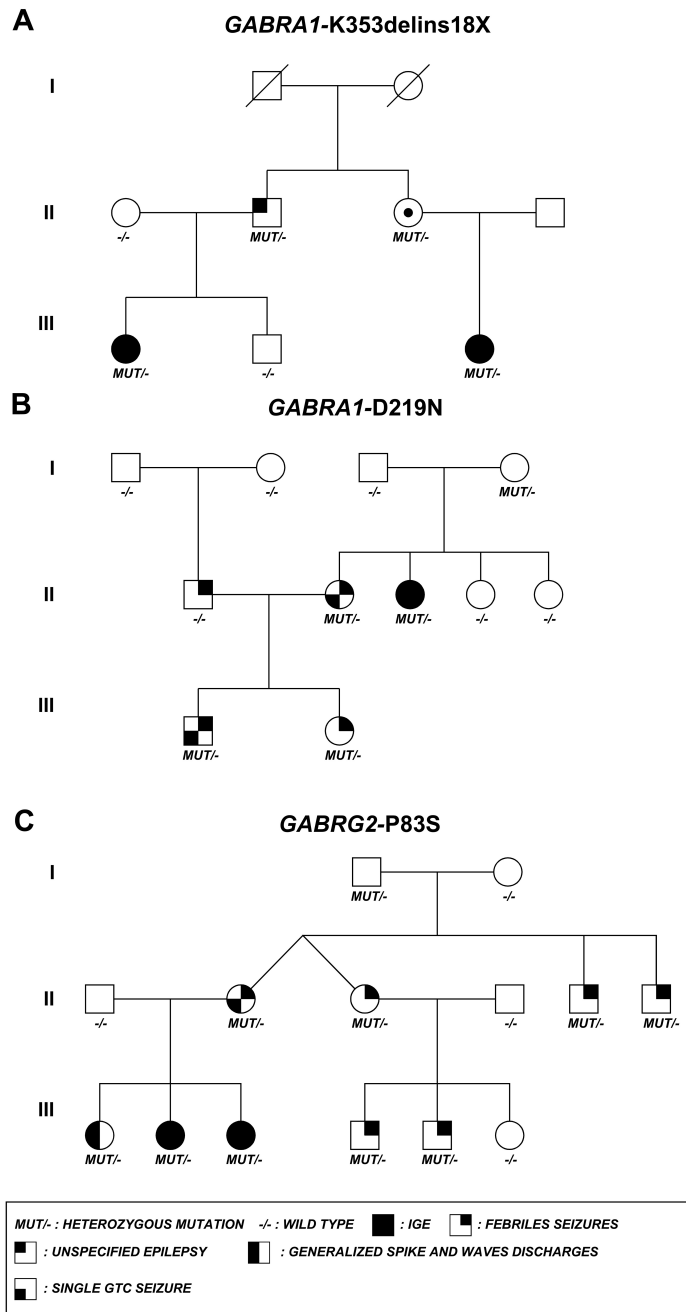 A
GABRA1-K353delins18X
I
II
-/- MUT/- MUT/-
III
MUT/- -/- MUT/-
B
GABRA1-D219N
I
-/- -/- -/- MUT/-
II
-/- MUT/- MUT/- -/- -/-
III
MUT/- MUT/-
C
GABRG2-P83S
I
MUT/- -/-
II
-/- MUT/- MUT/- -/- MUT/- MUT/-
III
MUT/- MUT/- MUT/- MUT/- MUT/- -/-
MUT/- : HETEROZYGOUS MUTATION -/- : WILD TYPE : IGE : FEBRILES SEIZURES
: UNSPECIFIED EPILEPSY : GENERALIZED SPIKE AND WAVES DISCHARGES
: SINGLE GTC SEIZURE